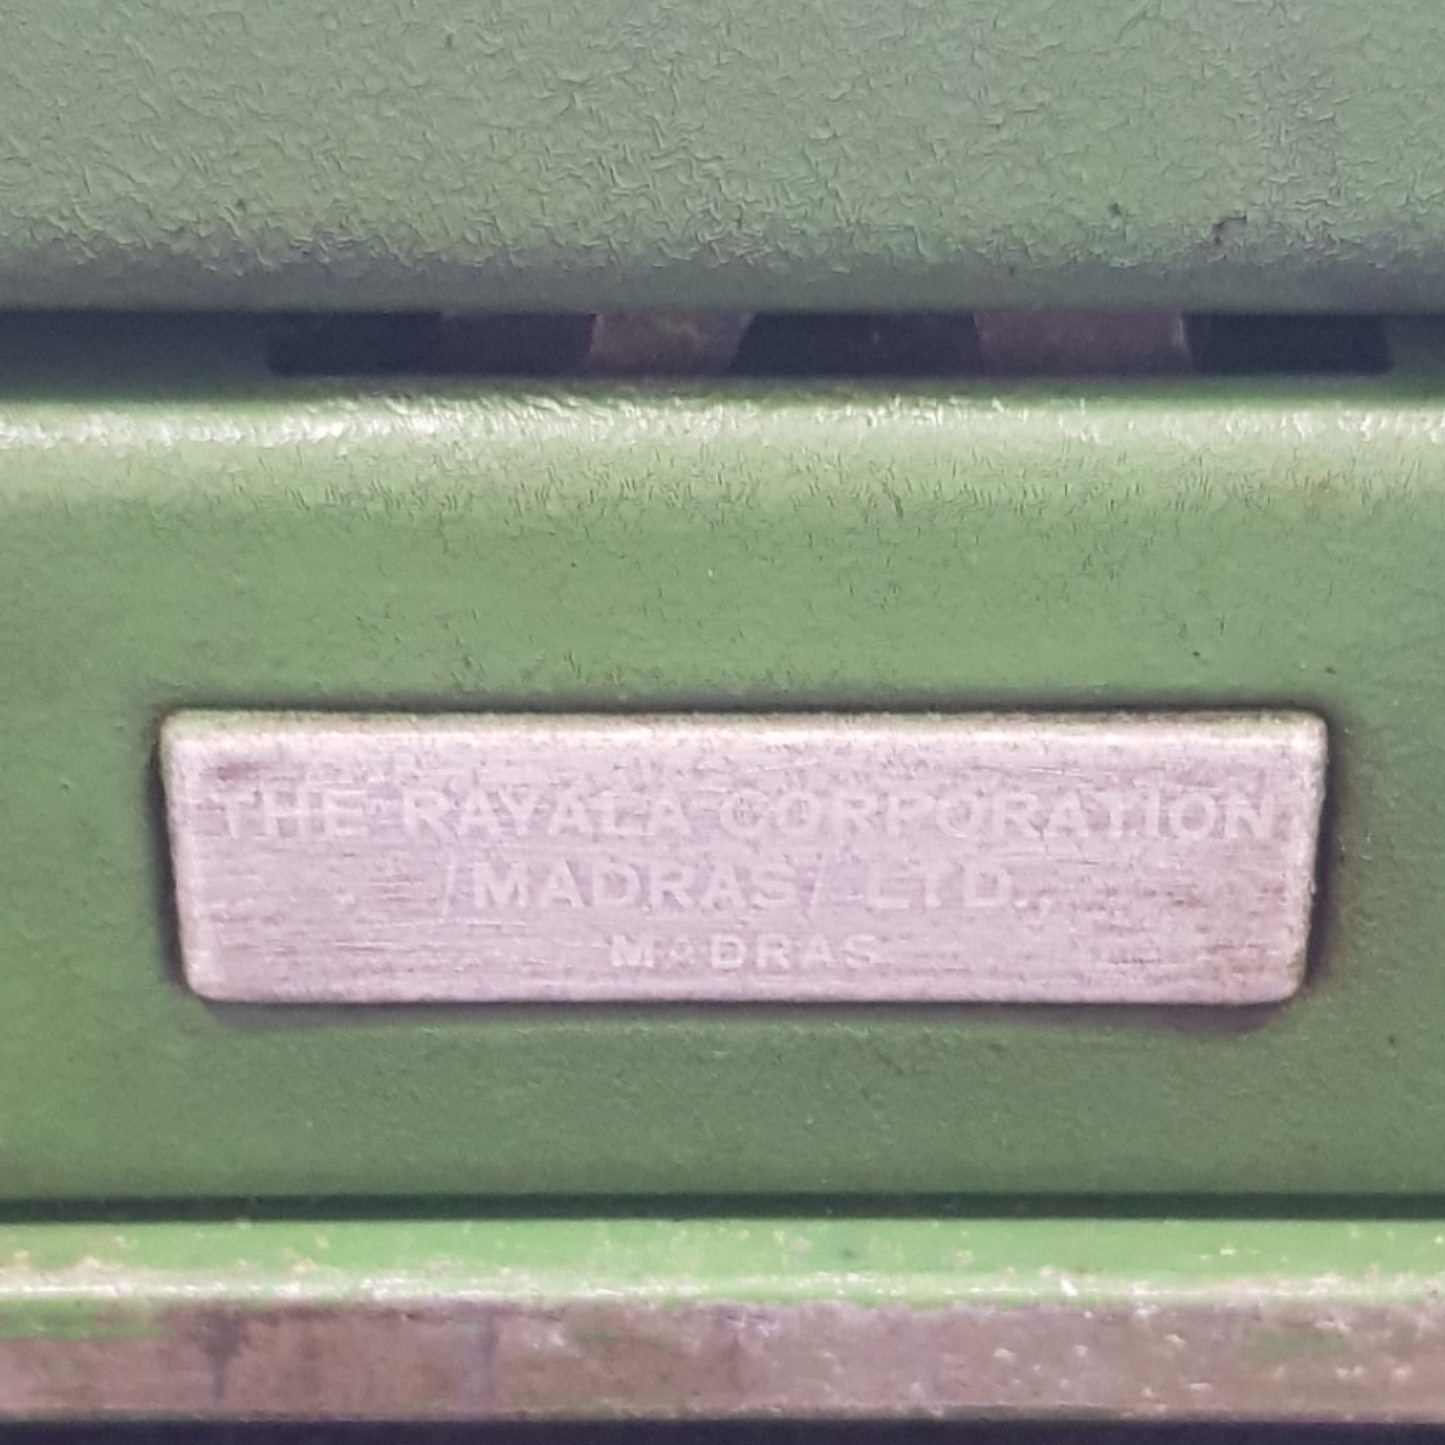 THE RAYALA CORPORATION
/MADRAS/ LTD.,
MADRAS